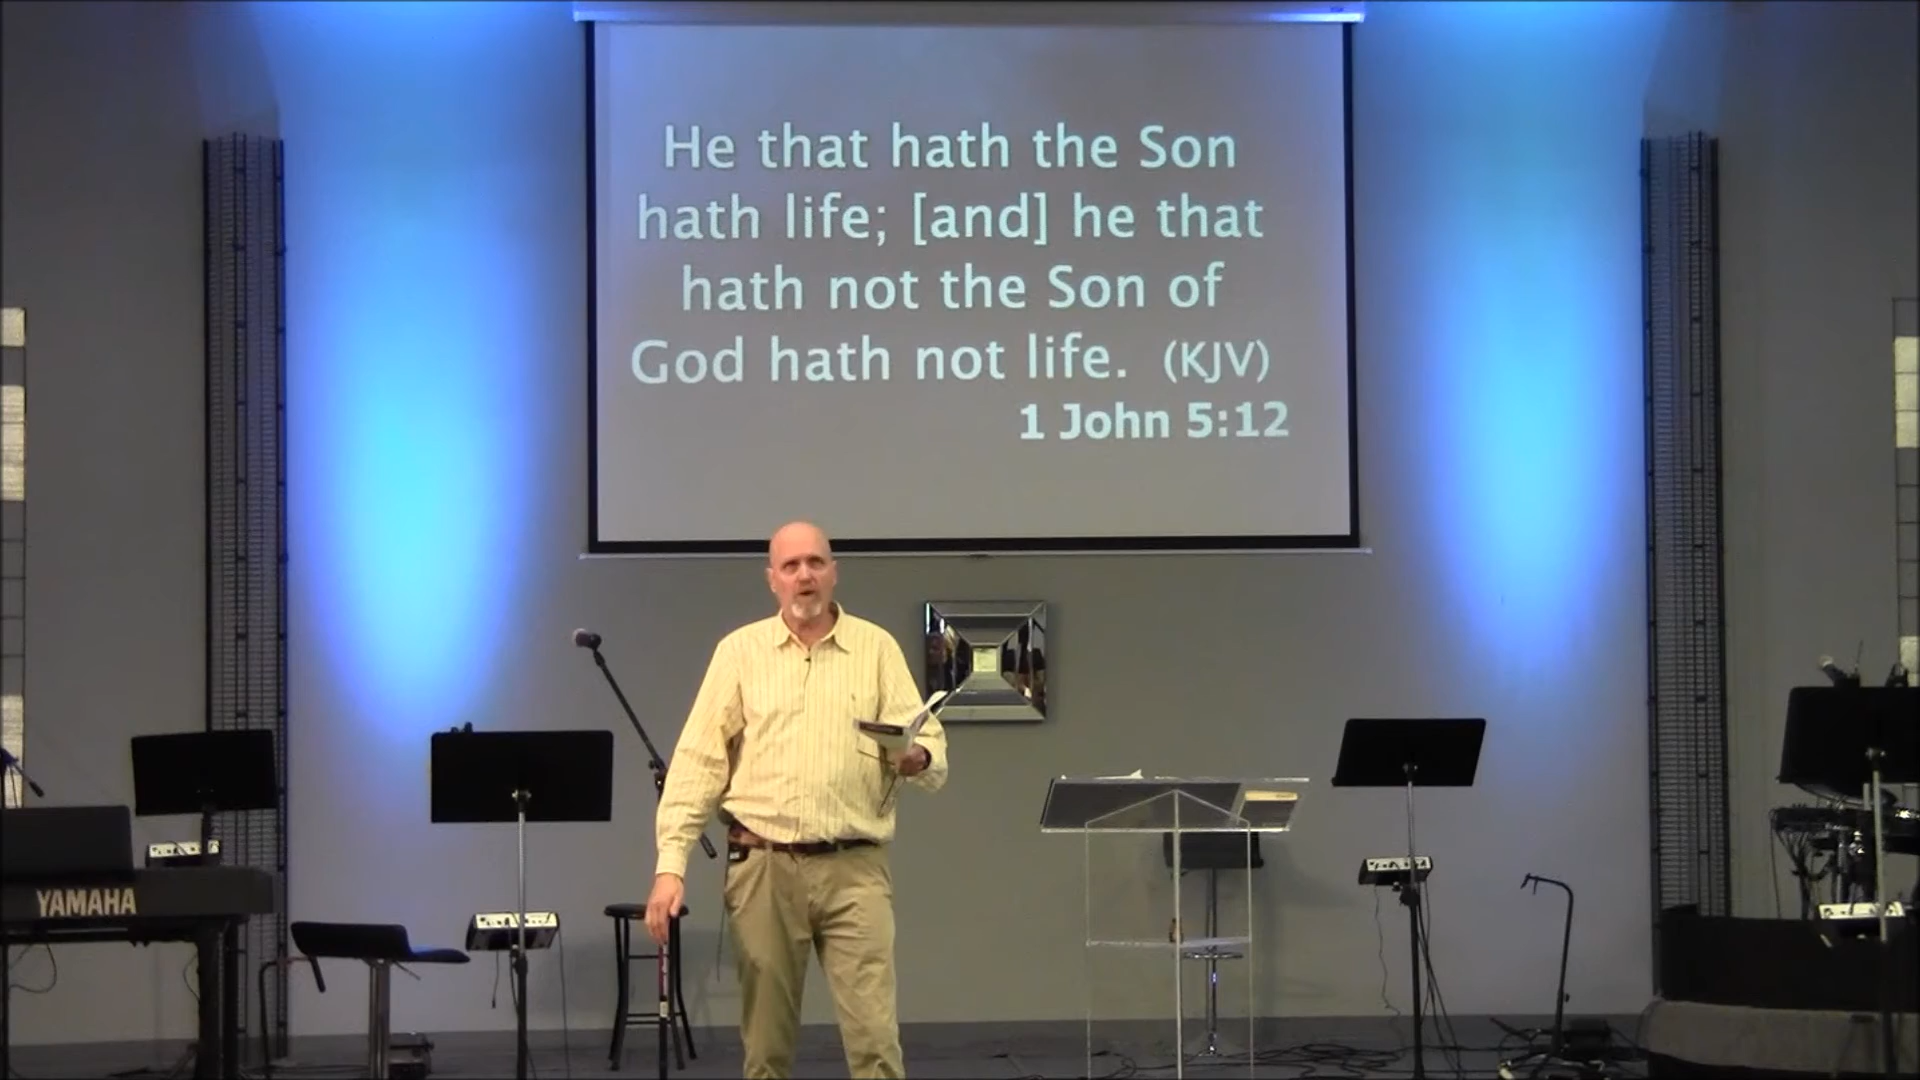 He that hath the Son
hath life; [and] he that
hath not the Son of
God hath not life. (KJV)
1 John 5:12
YAMAHA